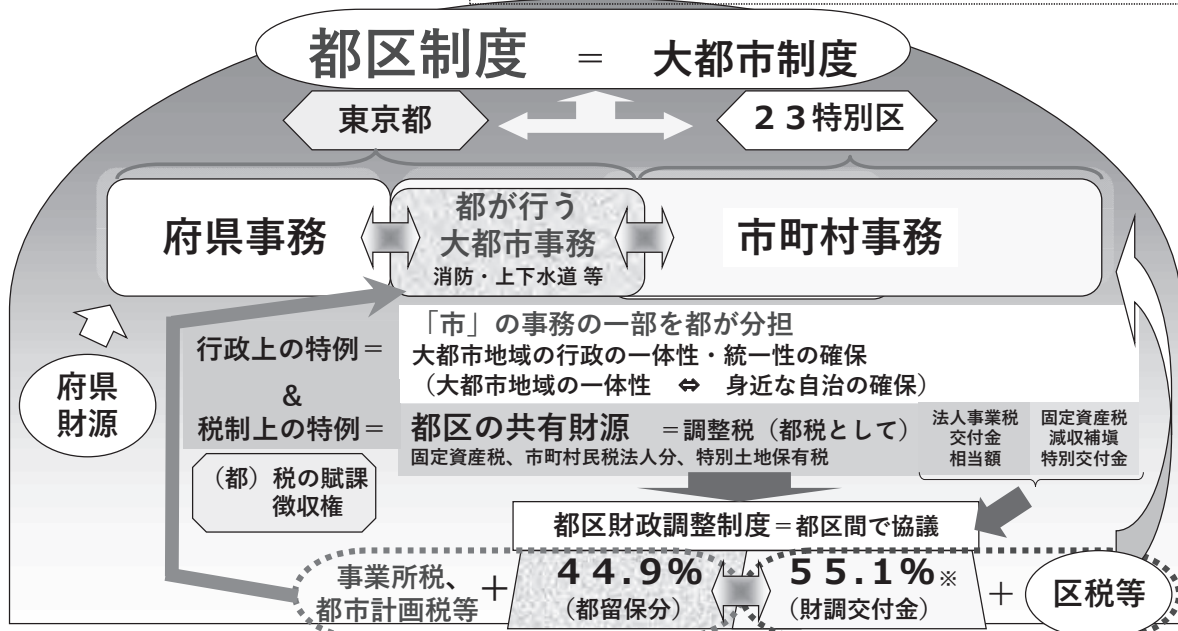 都区制度 = 大都市制度
東京都
２３特別区
府県事務
都が行う
大都市事務
消防・上下水道 等
市町村事務
府県
財源
行政上の特例＝
&
税制上の特例＝
「市」の事務の一部を都が分担
大都市地域の行政の一体性・統一性の確保
（大都市地域の一体性 ⇔ 身近な自治の確保）
都区の共有財源 ＝調整税（都税として）
固定資産税、市町村民税法人分、特別土地保有税
法人事業税
交付金
相当額
固定資産税
減収補塡
特別交付金
（都）税の賦課
徴収権
都区財政調整制度＝都区間で協議
事業所税、
都市計画税等
+
４４.９％
（都留保分）
５５.１％※
（財調交付金）
+
区税等